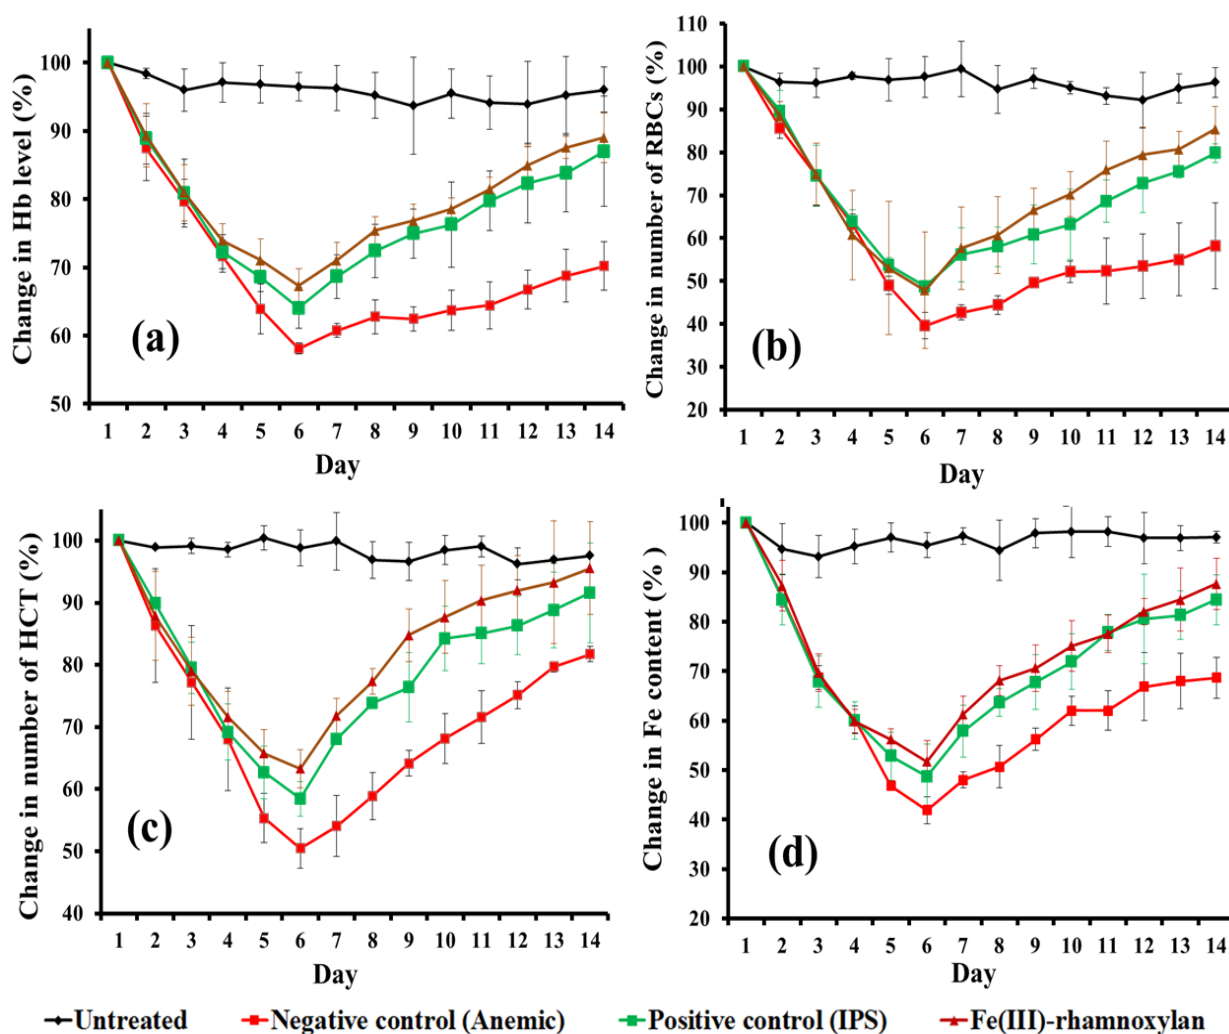 Change in Hb level (%)
100
90
80
70
60
50
(a)
1 2 3 4 5 6 7 8 9 10 11 12 13 14
Day
Change in number of RBCs (%)
110
100
90
80
70
60
50
40
30
20
(b)
1 2 3 4 5 6 7 8 9 10 11 12 13 14
Day
Change in number of HCT (%)
100
90
80
70
60
50
40
(c)
1 2 3 4 5 6 7 8 9 10 11 12 13 14
Day
Change in Fe content (%)
100
90
80
70
60
50
40
30
20
(d)
1 2 3 4 5 6 7 8 9 10 11 12 13 14
Day
Untreated Negative control (Anemic) Positive control (IPS) Fe(III)-rhamnoxylan